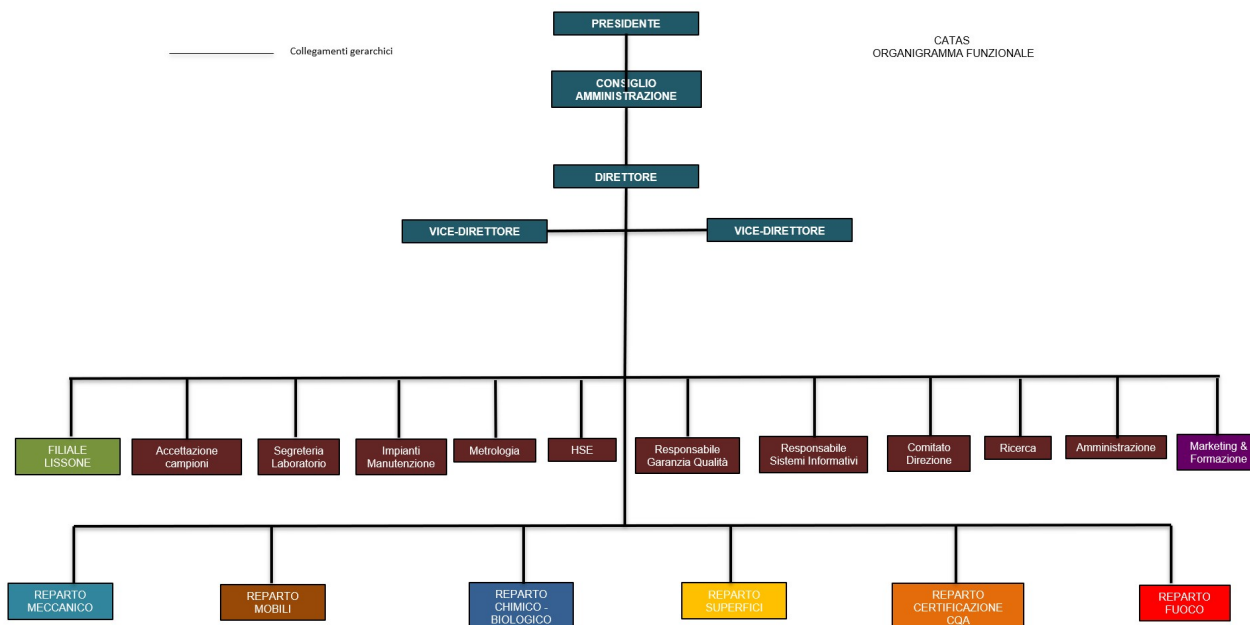 PRESIDENTE
Collegamenti gerarchici
CATAS
ORGANIGRAMMA FUNZIONALE
CONSIGLIO
AMMINISTRAZIONE
DIRETTORE
VICE-DIRETTORE
VICE-DIRETTORE
FILIALE
LISSONE
Accettazione
campioni
Segreteria
Laboratorio
Impianti
Manutenzione
Metrologia
HSE
Responsabile
Garanzia Qualità
Responsabile
Sistemi Informativi
Comitato
Direzione
Ricerca
Amministrazione
Marketing &
Formazione
REPARTO
MECCANICO
REPARTO
MOBILI
REPARTO
CHIMICO -
BIOLOGICO
REPARTO
SUPERFICI
REPARTO
CERTIFICAZIONE
CQA
REPARTO
FUOCO